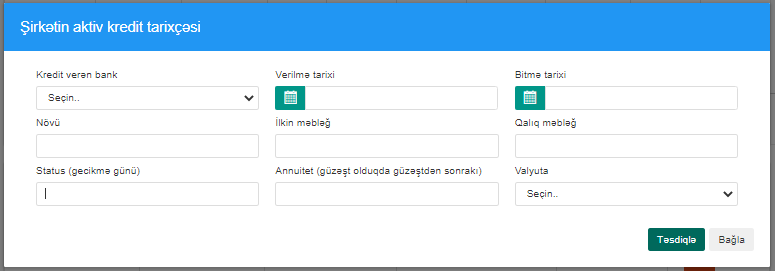 Şirkətin aktiv kredit tarixçəsi
Kredit verən bank Verilmə tarixi Bitmə tarixi
Seçin..
Növü İlkin məbləğ Qalıq məbləğ
Status (gecikmə günü) Annuitet (güzəşt olduqda güzəştdən sonrakı) Valyuta
Seçin..
Təsdiqlə Bağla